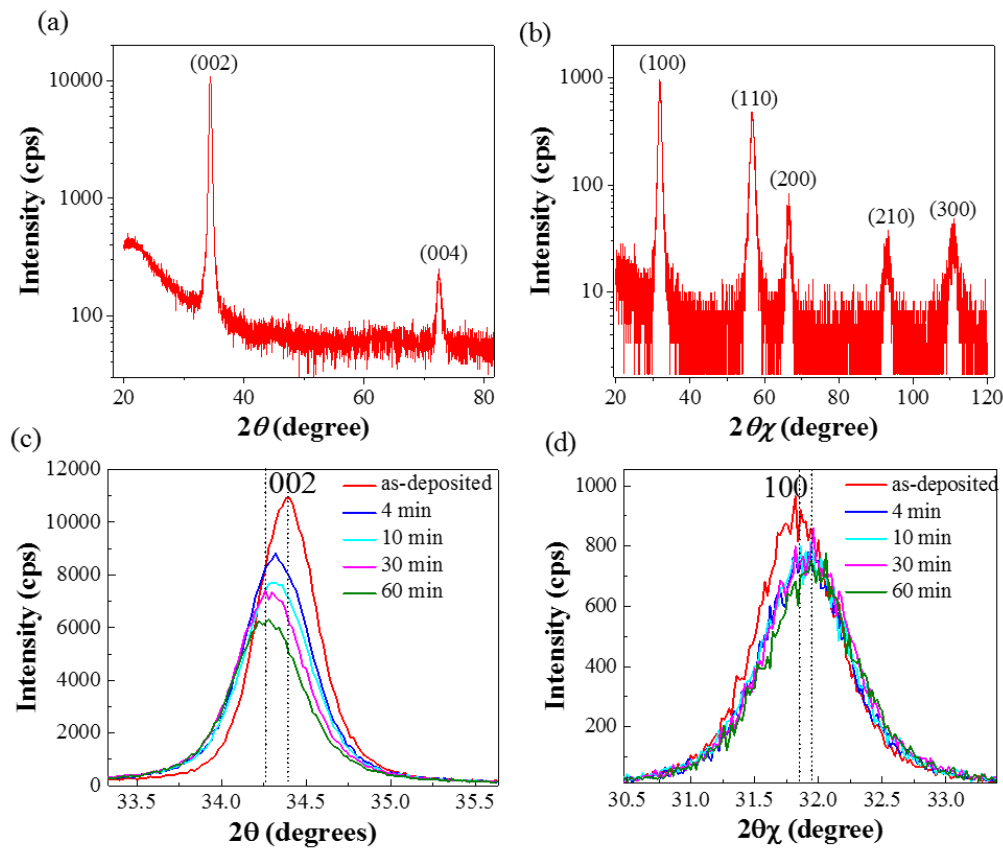 (a)
(002)
(004)
10000
1000
100
Intensity (cps)
20 40 60 80
2θ (degree)
(b)
(100)
(110)
(200)
(210)
(300)
1000
100
10
Intensity (cps)
20 40 60 80 100 120
2θχ (degree)
(c)
002
as-deposited
4 min
10 min
30 min
60 min
12000
10000
8000
6000
4000
2000
0
Intensity (cps)
33.5 34.0 34.5 35.0 35.5
2θ (degrees)
(d)
100
as-deposited
4 min
10 min
30 min
60 min
1000
800
600
400
200
Intensity (cps)
30.5 31.0 31.5 32.0 32.5 33.0
2θχ (degree)